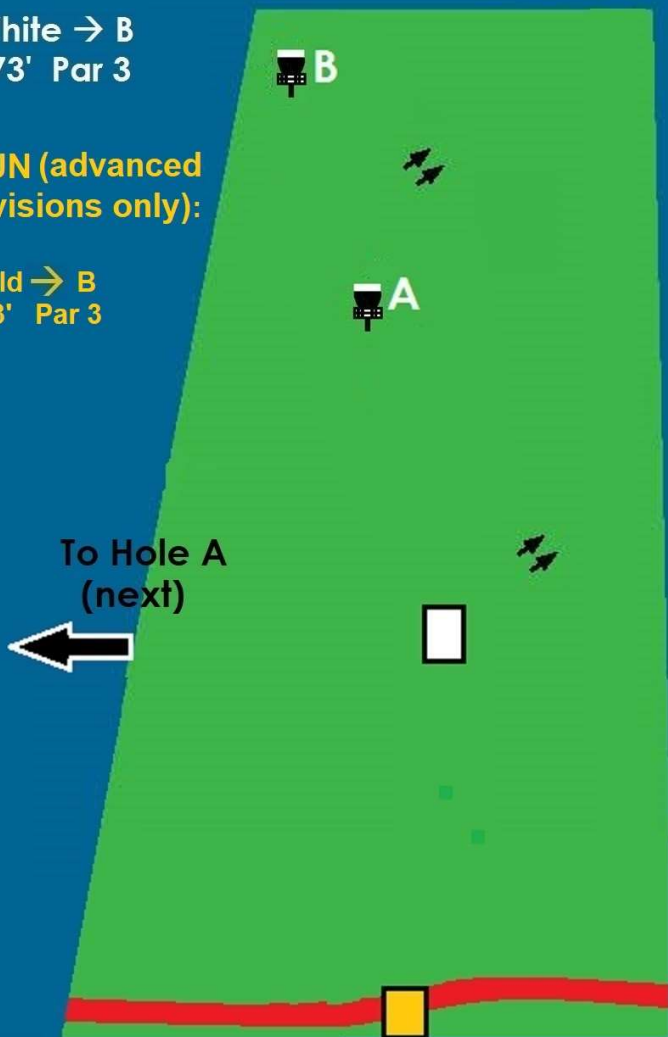 hite → B
73' Par 3
B
UN (advanced
visions only):
ld → B
3' Par 3
A
To Hole A
(next)